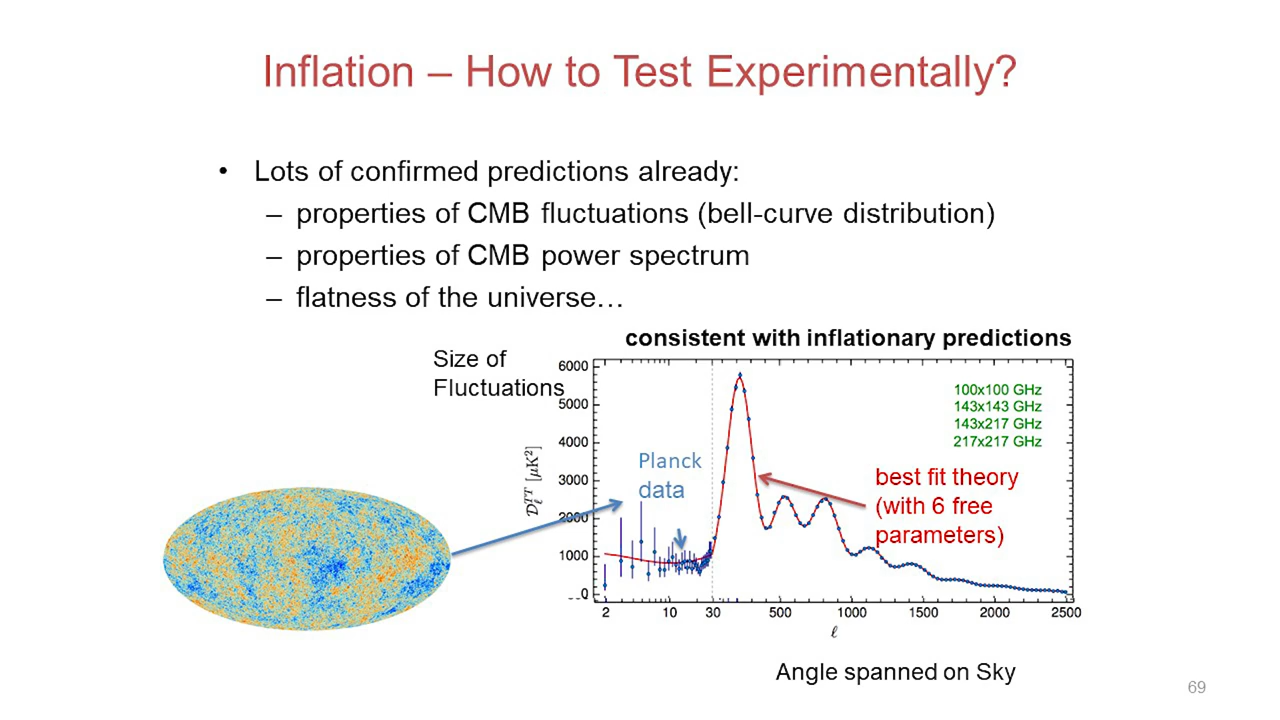 Inflation – How to Test Experimentally?
• Lots of confirmed predictions already:
– properties of CMB fluctuations (bell-curve distribution)
– properties of CMB power spectrum
– flatness of the universe…
consistent with inflationary predictions
Size of
Fluctuations
6000
5000
4000
3000
2000
1000
0
𝒟ℓᵀᵀ [μK²]
100x100 GHz
143x143 GHz
143x217 GHz
217x217 GHz
Planck
data
best fit theory
(with 6 free
parameters)
2 10 30 500 1000 1500 2000 2500
ℓ
Angle spanned on Sky
69